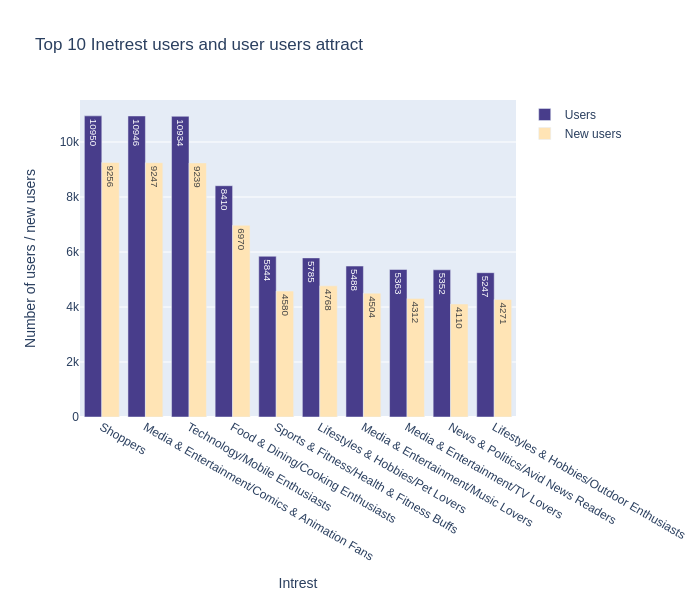 Top 10 Inetrest users and user users attract
Users
New users
Number of users / new users
10k
8k
6k
4k
2k
0
10950
9256
10946
9247
10934
9239
8410
6970
5844
4580
5785
4768
5488
4504
5363
4312
5352
4110
5247
4271
Shoppers
Media & Entertainment/Comics & Animation Fans
Technology/Mobile Enthusiasts
Food & Dining/Cooking Enthusiasts
Sports & Fitness/Health & Fitness Buffs
Lifestyles & Hobbies/Pet Lovers
Media & Entertainment/Music Lovers
Media & Entertainment/TV Lovers
News & Politics/Avid News Readers
Lifestyles & Hobbies/Outdoor Enthusiasts
Intrest